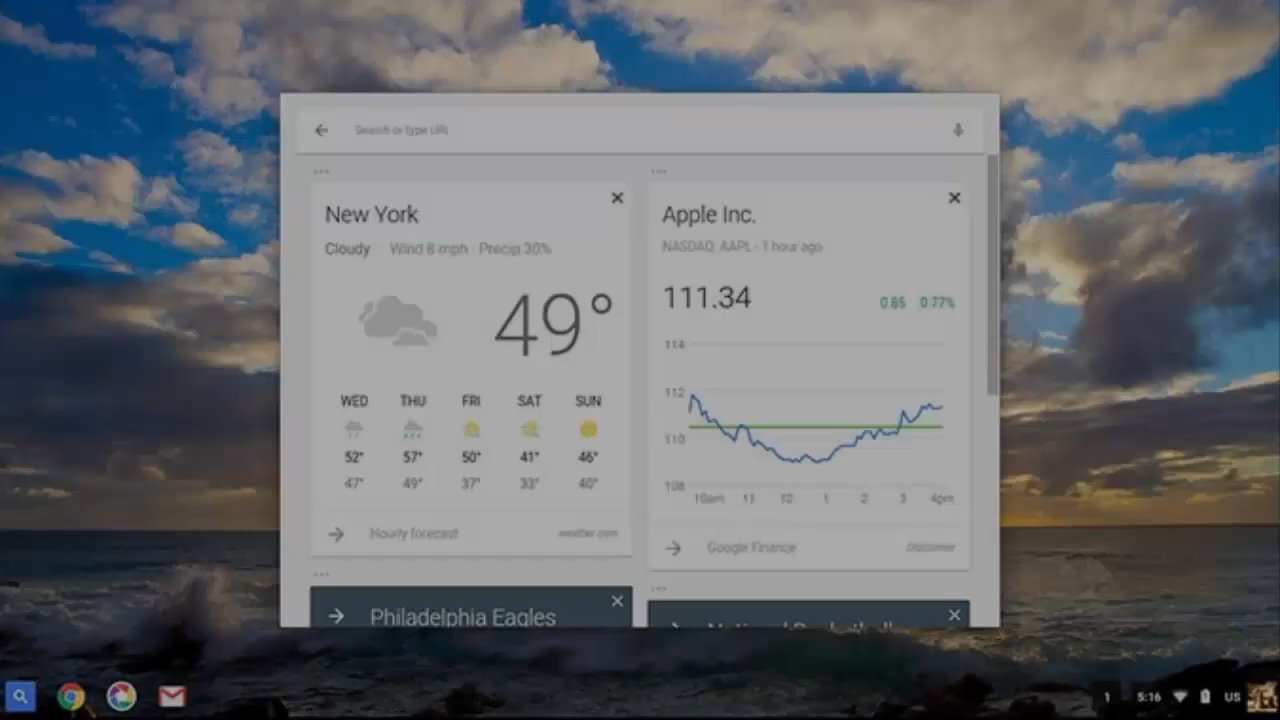 Search or type URL
New York
Cloudy Wind 8 mph · Precip 30%
49°
WED THU FRI SAT SUN
52° 57° 50° 41° 46°
47° 49° 37° 33° 40°
Hourly forecast weather.com
Philadelphia Eagles
Apple Inc.
NASDAQ: AAPL - 1 hour ago
111.34 0.85 0.77%
114
112
110
108
10am 11 12 1 2 3 4pm
Google Finance Disclaimer
National Basketball
1 5:16 US